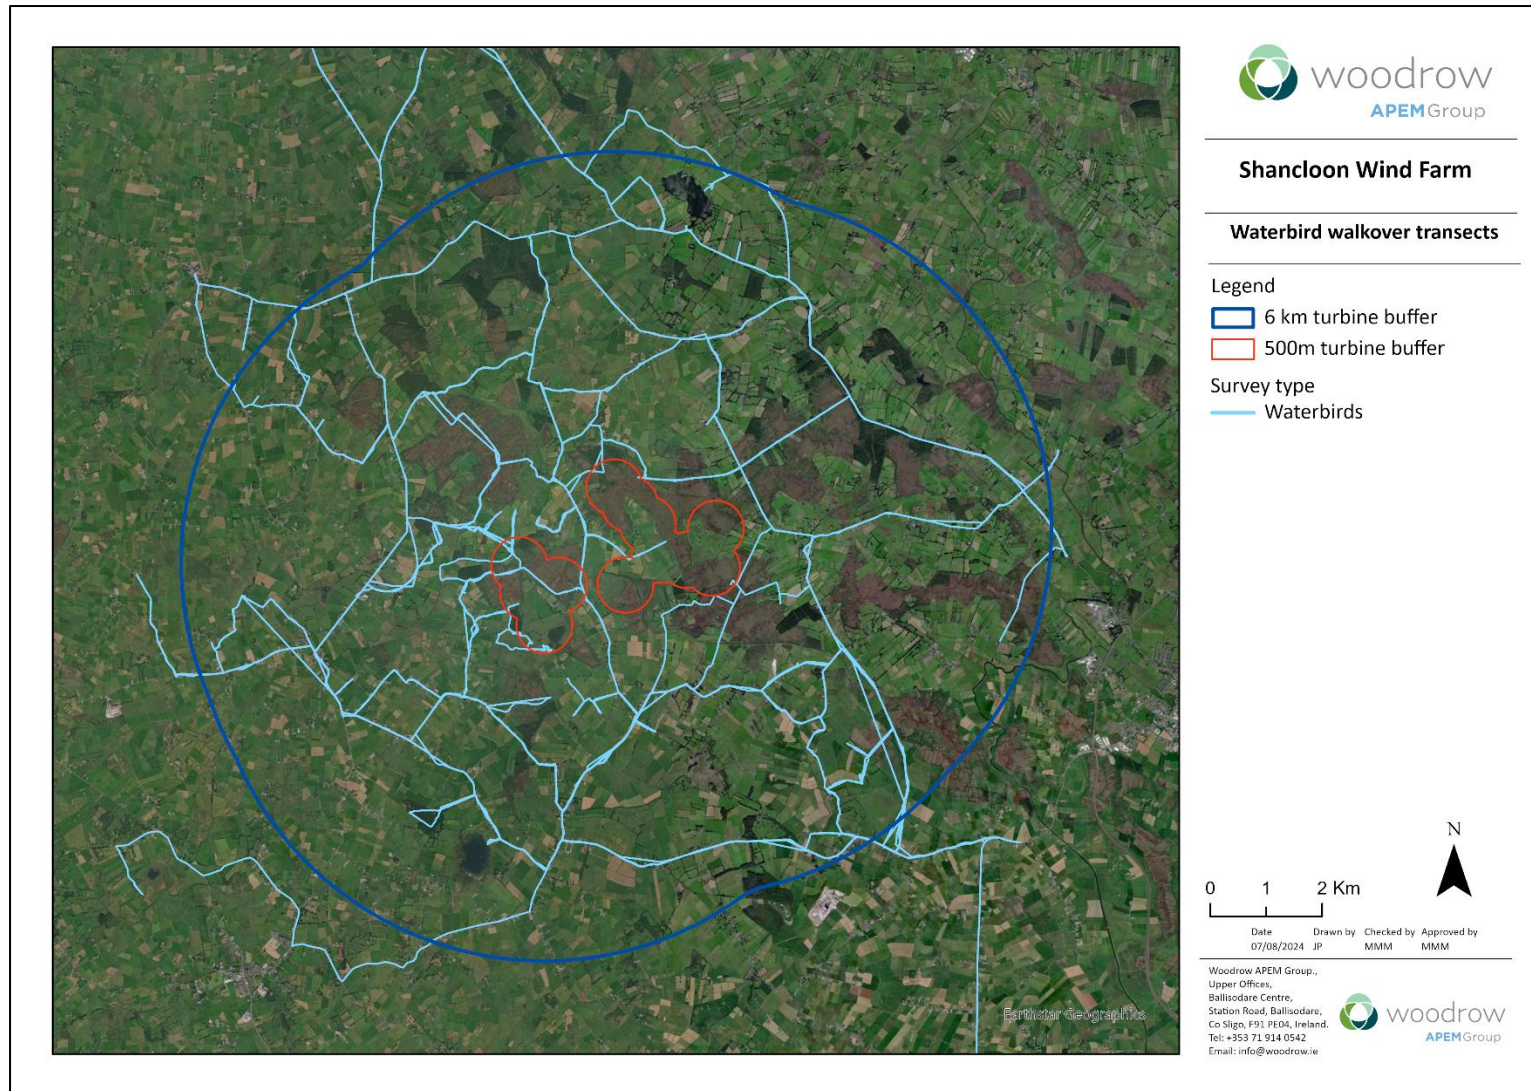 woodrow
APEMGroup
Shancloon Wind Farm
Waterbird walkover transects
Legend
6 km turbine buffer
500m turbine buffer
Survey type
Waterbirds
N
0 1 2 Km
Date Drawn by Checked by Approved by
07/08/2024 JP MMM MMM
Woodrow APEM Group.,
Upper Offices,
Ballisodare Centre,
Station Road, Ballisodare,
Co Sligo, F91 PE04, Ireland.
Tel: +353 71 914 0542
Email: info@woodrow.ie
woodrow
APEMGroup
Earthstar Geographics